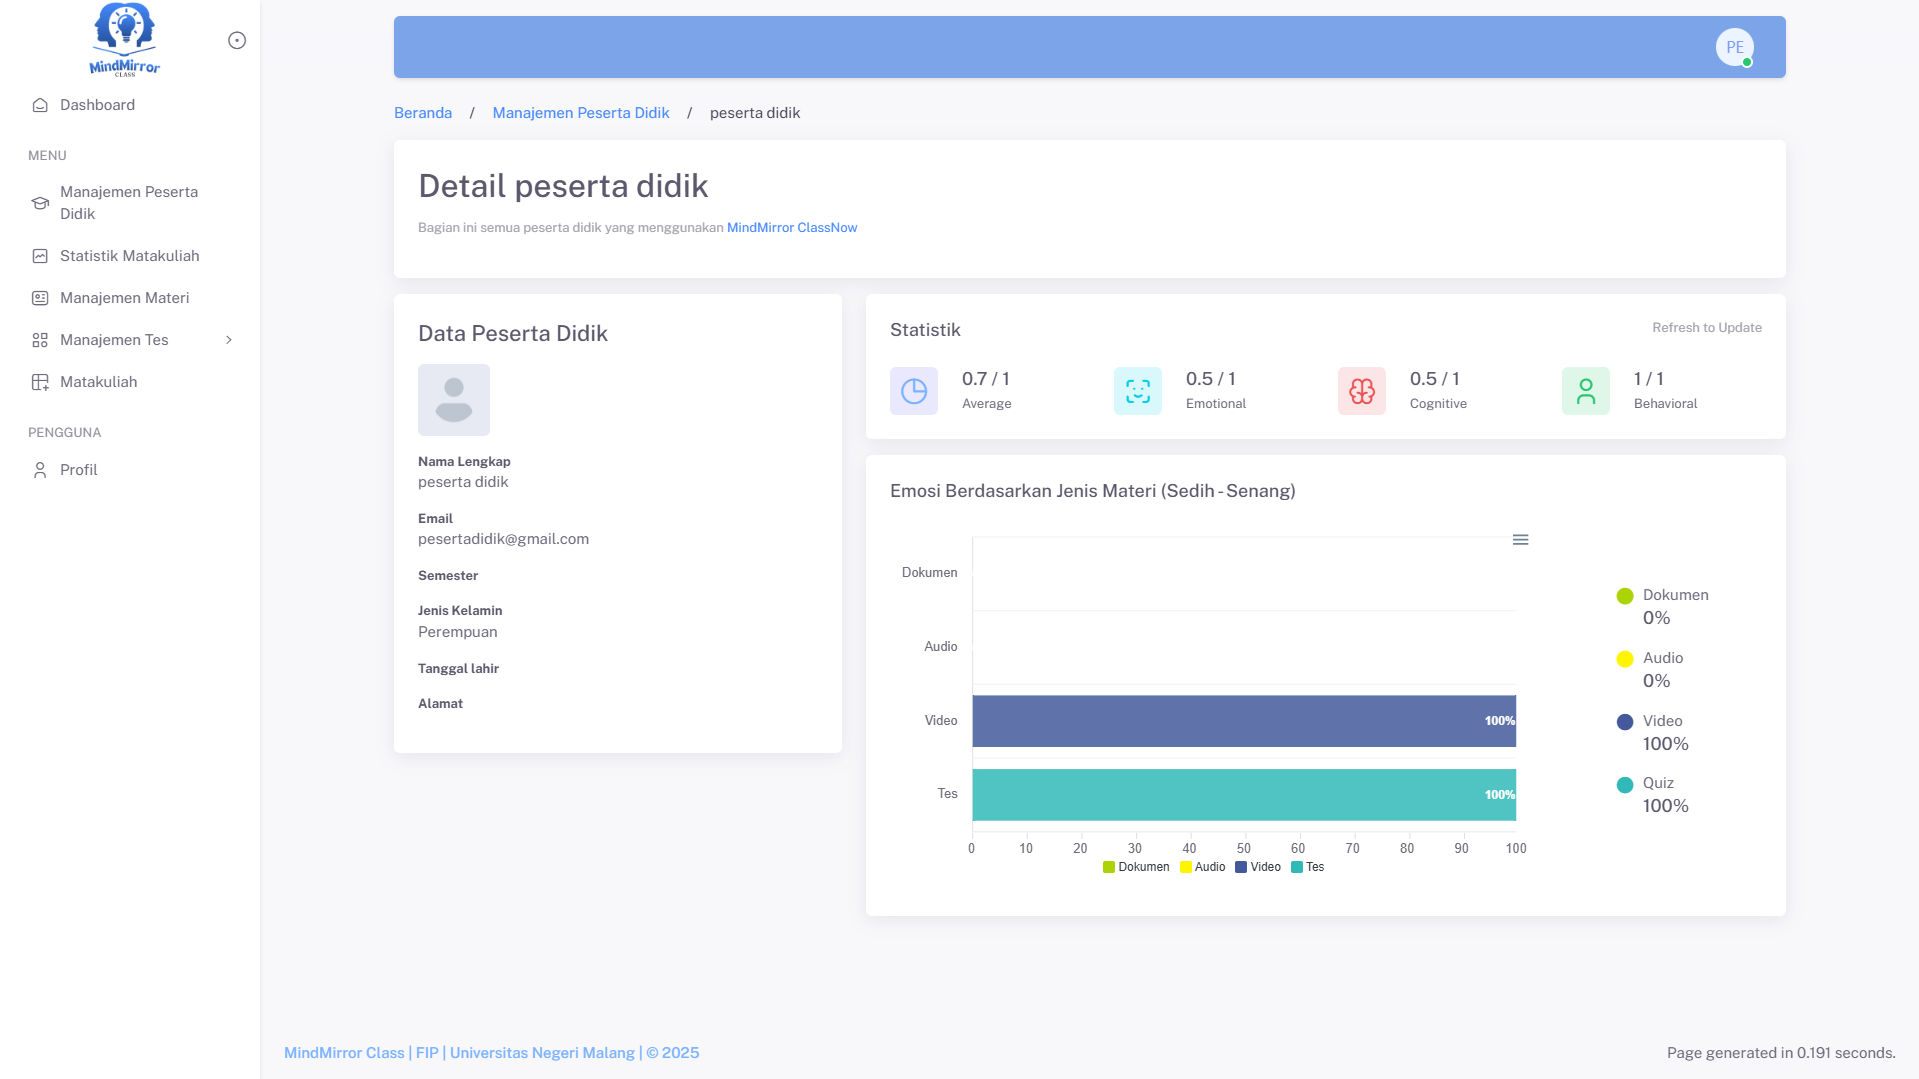 MindMirror
CLASS
Dashboard
MENU
Manajemen Peserta
Didik
Statistik Matakuliah
Manajemen Materi
Manajemen Tes
Matakuliah
PENGGUNA
Profil
PE
Beranda / Manajemen Peserta Didik / peserta didik
Detail peserta didik
Bagian ini semua peserta didik yang menggunakan MindMirror ClassNow
Data Peserta Didik
Nama Lengkap
peserta didik
Email
pesertadidik@gmail.com
Semester
Jenis Kelamin
Perempuan
Tanggal lahir
Alamat
Statistik
Refresh to Update
0.7 / 1
Average
0.5 / 1
Emotional
0.5 / 1
Cognitive
1 / 1
Behavioral
Emosi Berdasarkan Jenis Materi (Sedih - Senang)
Dokumen
Audio
Video
100%
Tes
100%
0 10 20 30 40 50 60 70 80 90 100
Dokumen Audio Video Tes
Dokumen
0%
Audio
0%
Video
100%
Quiz
100%
MindMirror Class | FIP | Universitas Negeri Malang | © 2025
Page generated in 0.191 seconds.